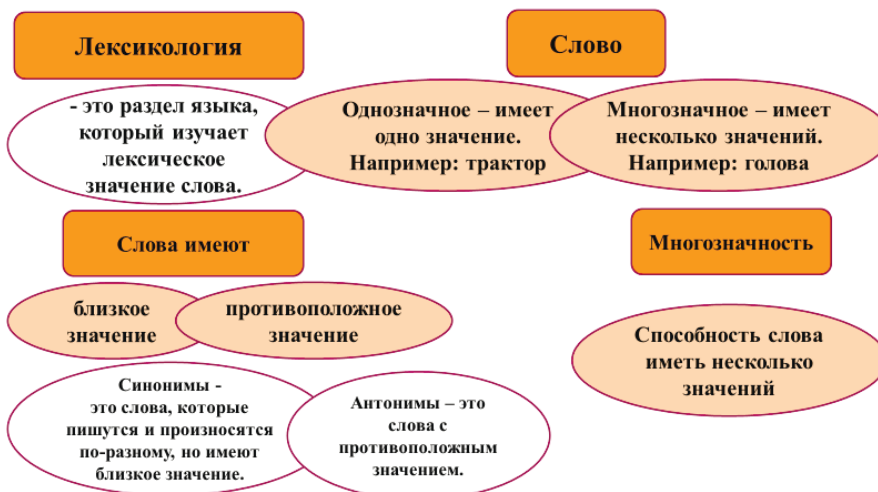 Лексикология
- это раздел языка,
который изучает
лексическое
значение слова.
Слово
Однозначное – имеет
одно значение.
Например: трактор
Многозначное – имеет
несколько значений.
Например: голова
Слова имеют
близкое
значение
противоположное
значение
Синонимы -
это слова, которые
пишутся и произносятся
по-разному, но имеют
близкое значение.
Антонимы – это
слова с
противоположным
значением.
Многозначность
Способность слова
иметь несколько
значений